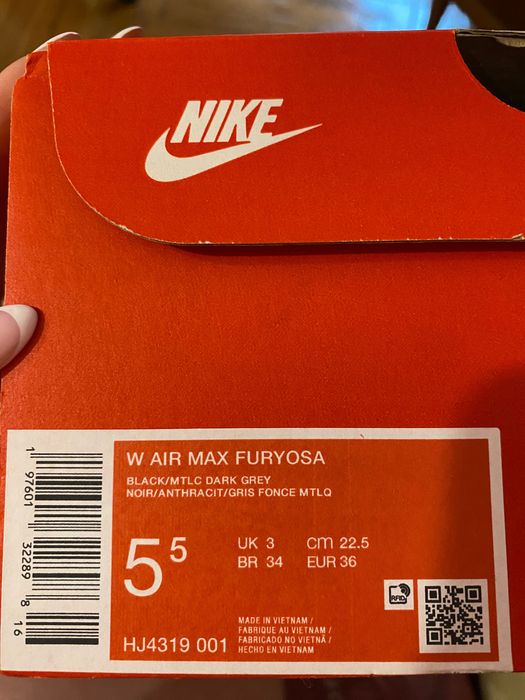 NIKE
W AIR MAX FURYOSA
BLACK/MTLC DARK GREY
NOIR/ANTHRACIT/GRIS FONCE MTLQ
5⁵
UK 3 CM 22.5
BR 34 EUR 36
RFID
MADE IN VIETNAM /
FABRIQUE AU VIETNAM /
FABRICADO NO VIETNÃ /
HECHO EN VIETNAM
HJ4319 001
1 97601 32289 8 16